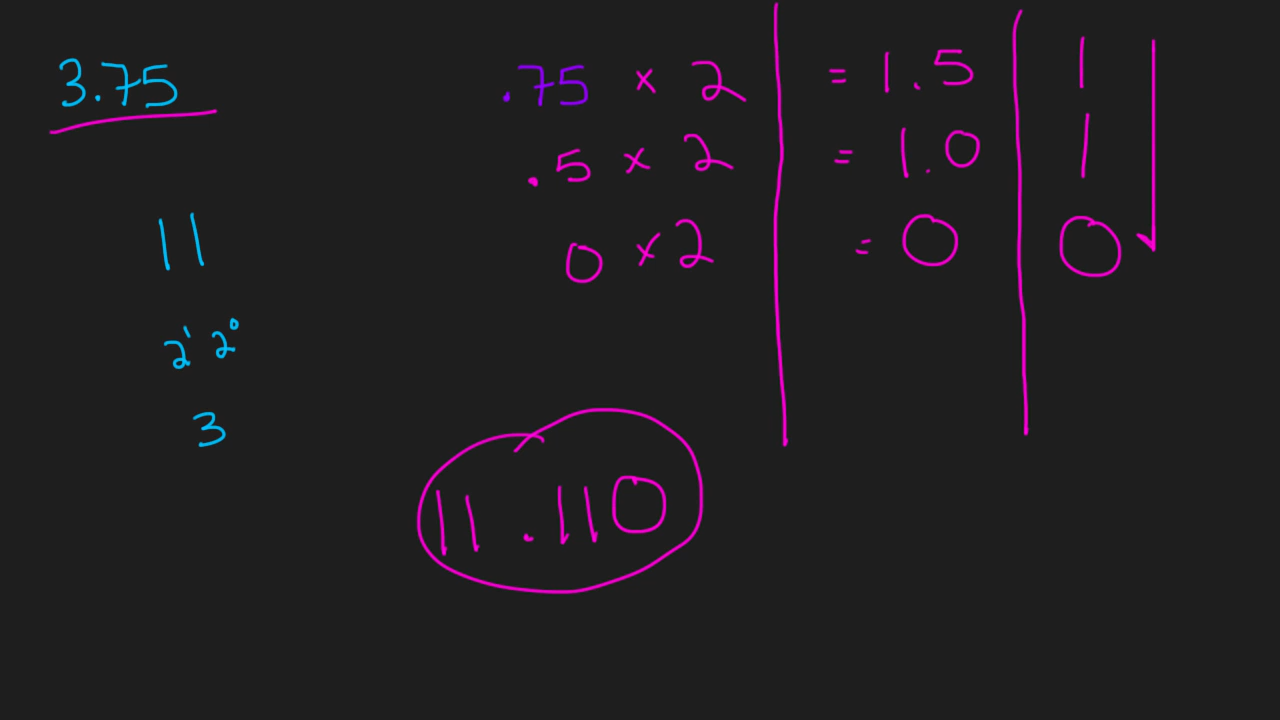 3.75
.75 × 2 = 1.5 1
.5 × 2 = 1.0 1
0 × 2 = 0 0
11
2¹ 2⁰
3
11.110